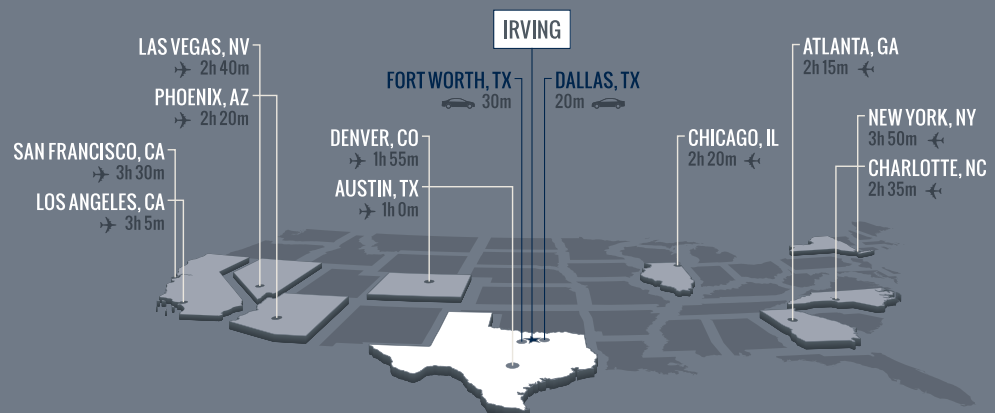 IRVING
LAS VEGAS, NV
2h 40m
PHOENIX, AZ
2h 20m
SAN FRANCISCO, CA
3h 30m
LOS ANGELES, CA
3h 5m
FORT WORTH, TX
30m
DALLAS, TX
20m
DENVER, CO
1h 55m
AUSTIN, TX
1h 0m
CHICAGO, IL
2h 20m
ATLANTA, GA
2h 15m
NEW YORK, NY
3h 50m
CHARLOTTE, NC
2h 35m